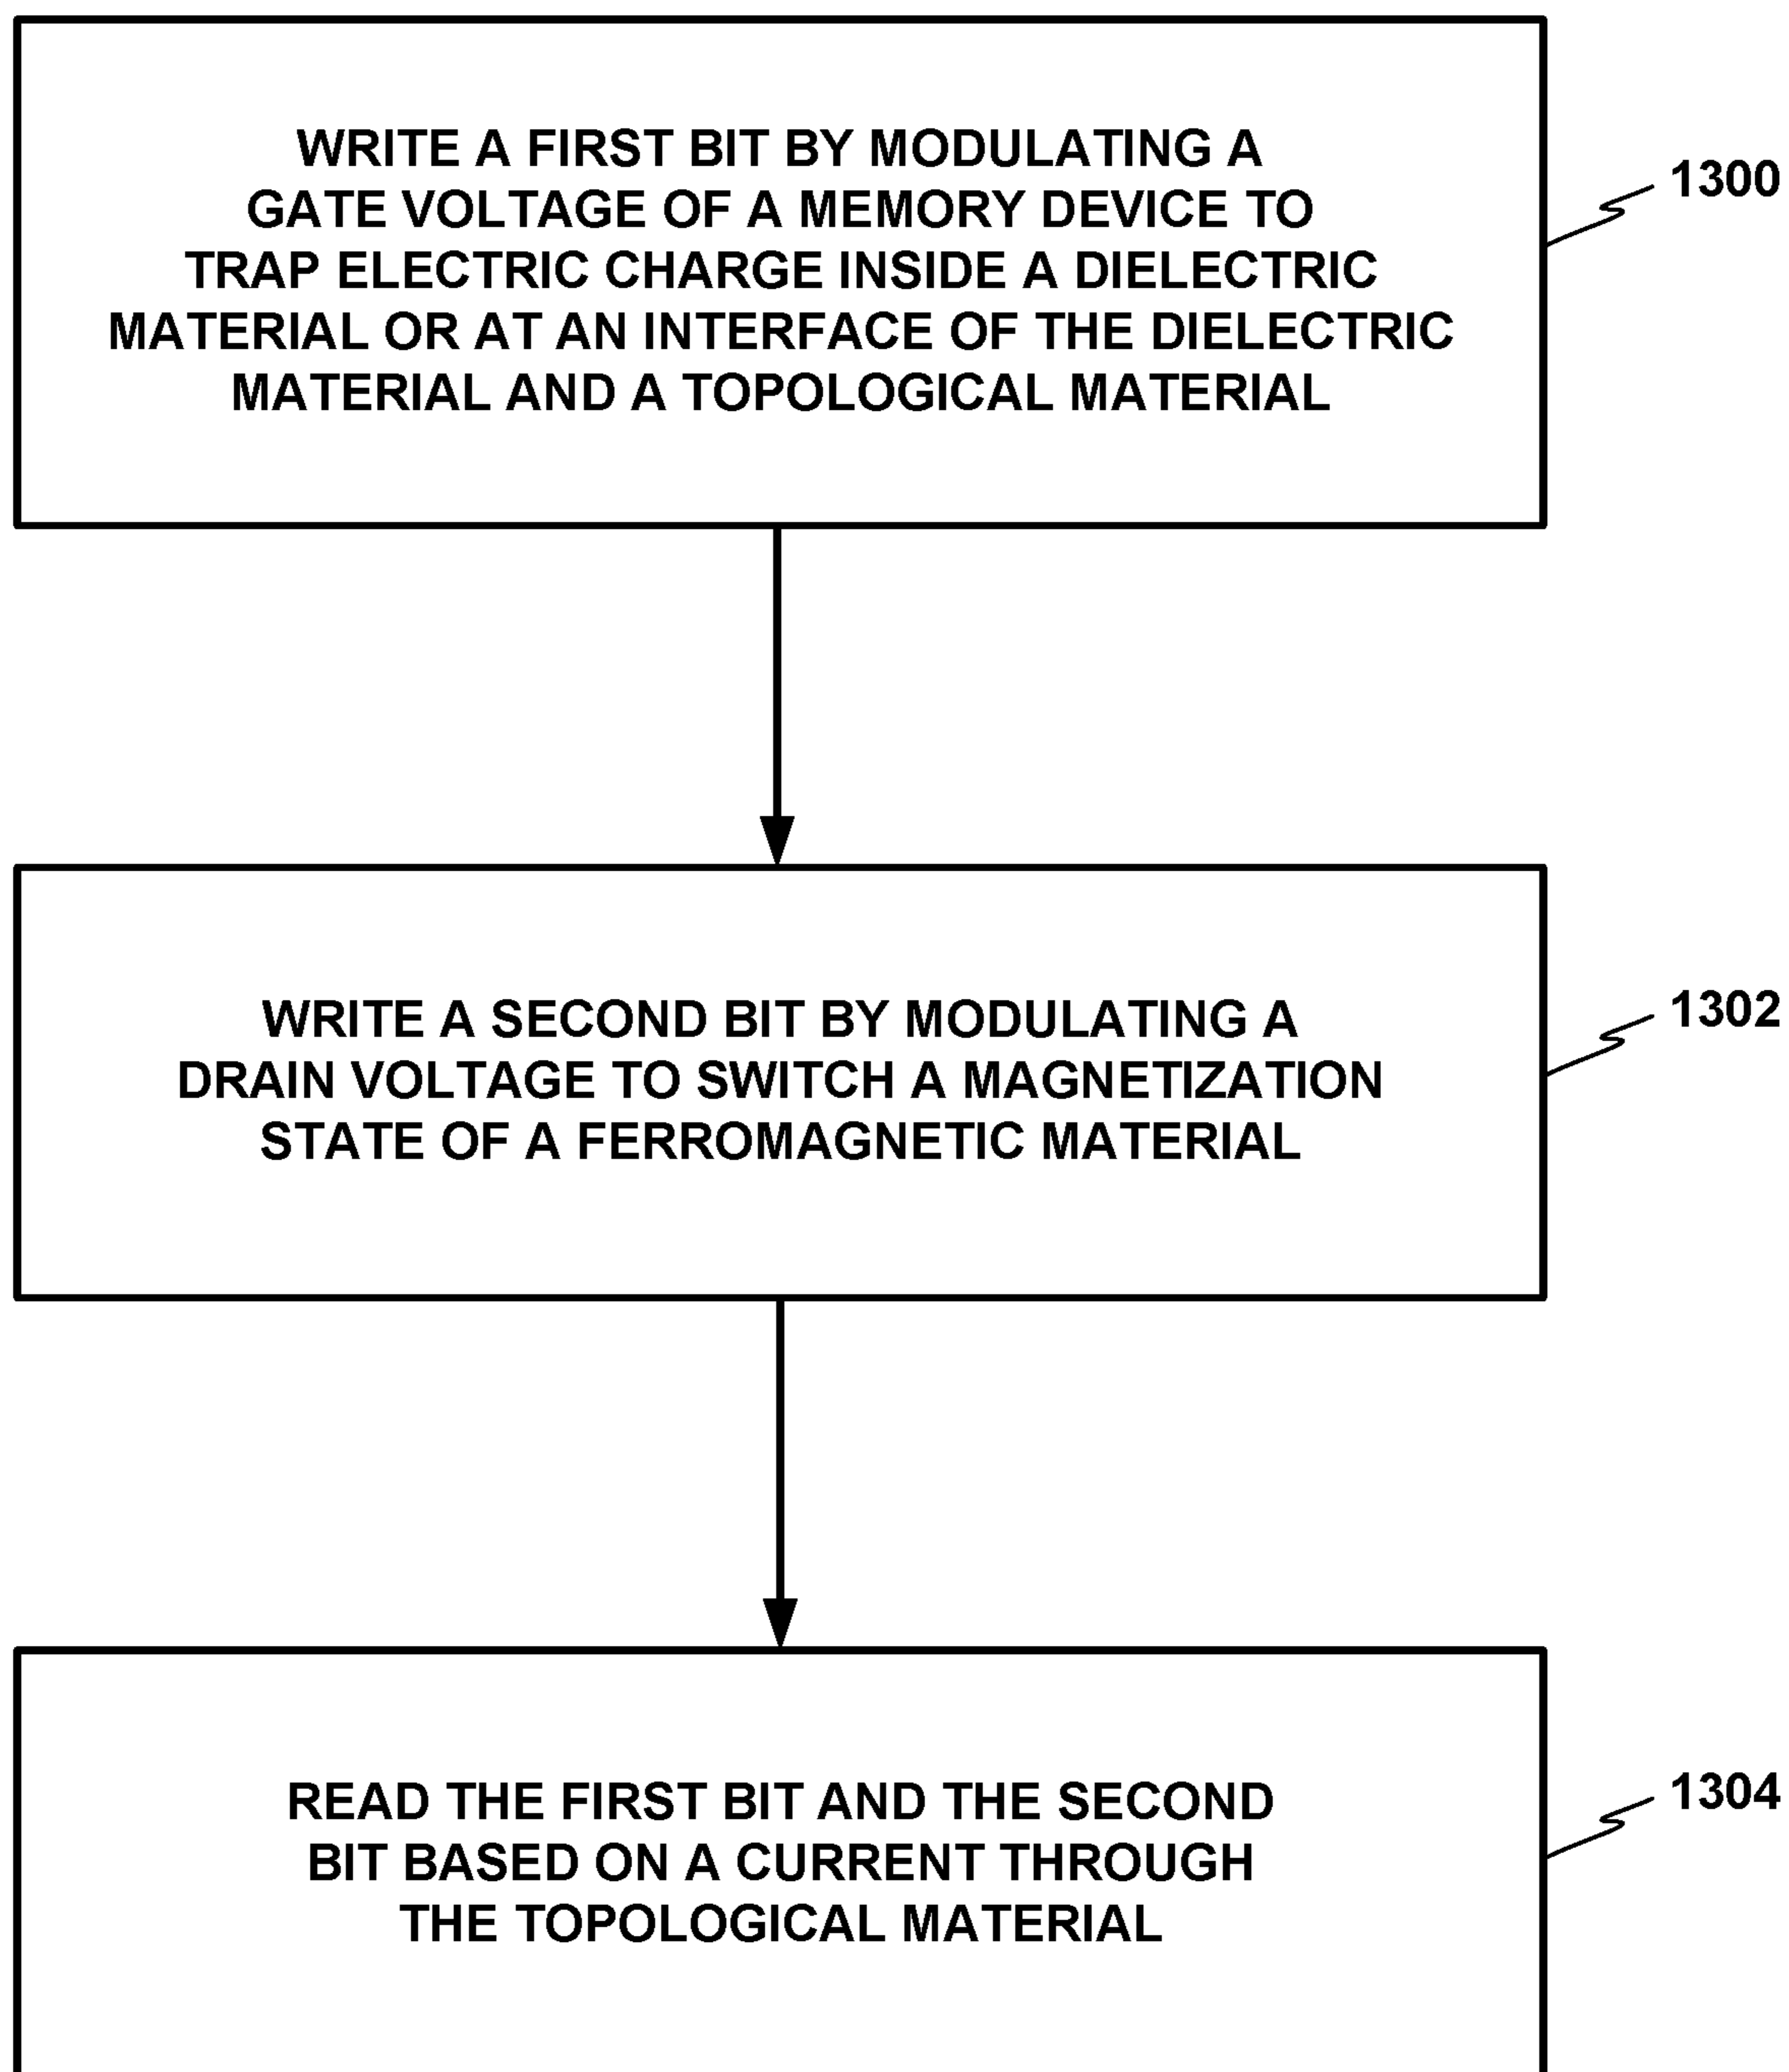 WRITE A FIRST BIT BY MODULATING A
GATE VOLTAGE OF A MEMORY DEVICE TO
TRAP ELECTRIC CHARGE INSIDE A DIELECTRIC
MATERIAL OR AT AN INTERFACE OF THE DIELECTRIC
MATERIAL AND A TOPOLOGICAL MATERIAL
1300
WRITE A SECOND BIT BY MODULATING A
DRAIN VOLTAGE TO SWITCH A MAGNETIZATION
STATE OF A FERROMAGNETIC MATERIAL
1302
READ THE FIRST BIT AND THE SECOND
BIT BASED ON A CURRENT THROUGH
THE TOPOLOGICAL MATERIAL
1304